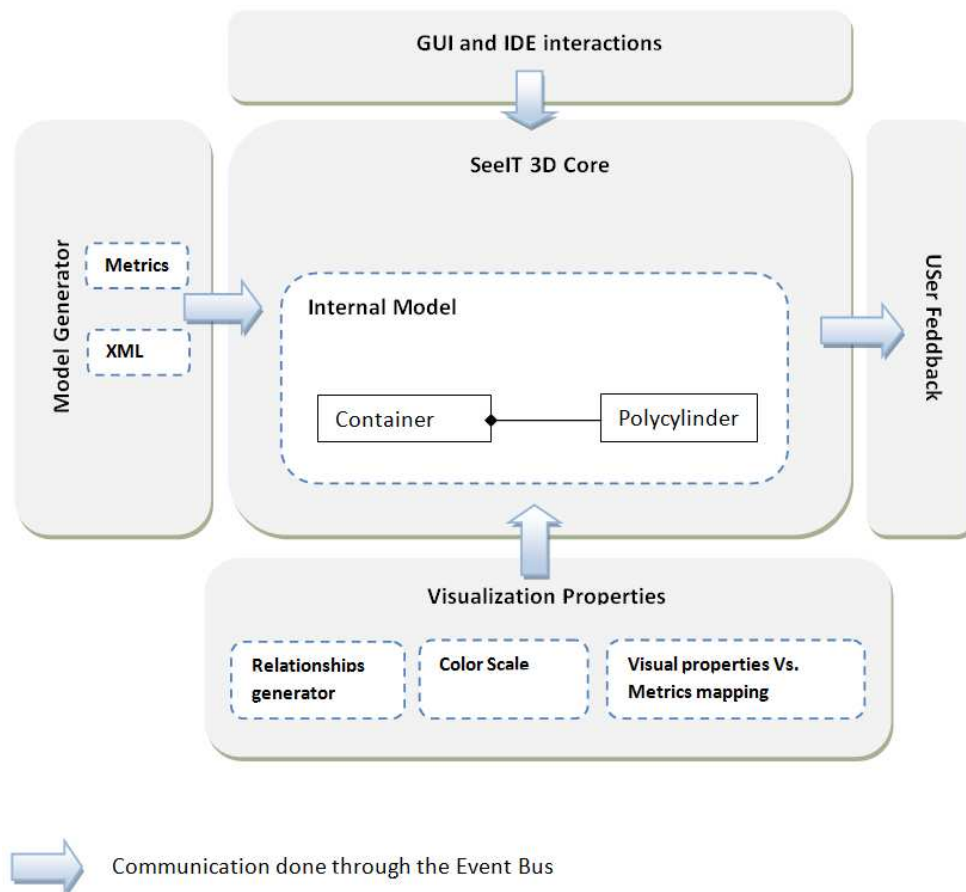 GUI and IDE interactions
SeeIT 3D Core
Model Generator
Metrics
XML
Internal Model
Container
Polycylinder
USer Feddback
Visualization Properties
Relationships
generator
Color Scale
Visual properties Vs.
Metrics mapping
Communication done through the Event Bus